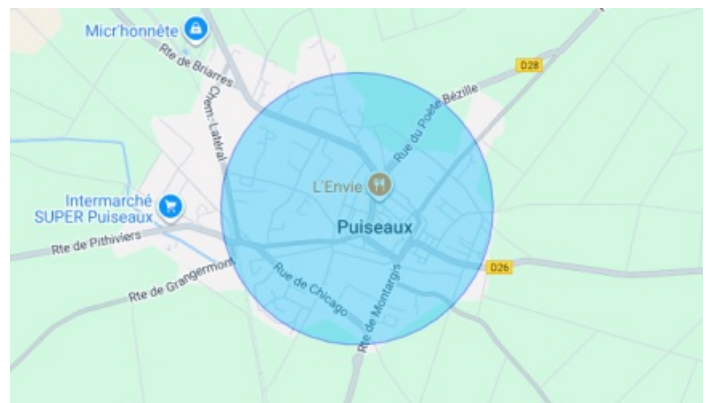 Micr'honnête
Rte de Briarres
Chem. Latéral
D28
Rue du Poète Bézille
L'Envie
Intermarché
SUPER Puiseaux
Puiseaux
Rte de Pithiviers
Rte de Grangermont
Rue de Chicago
Rte de Montargis
D26